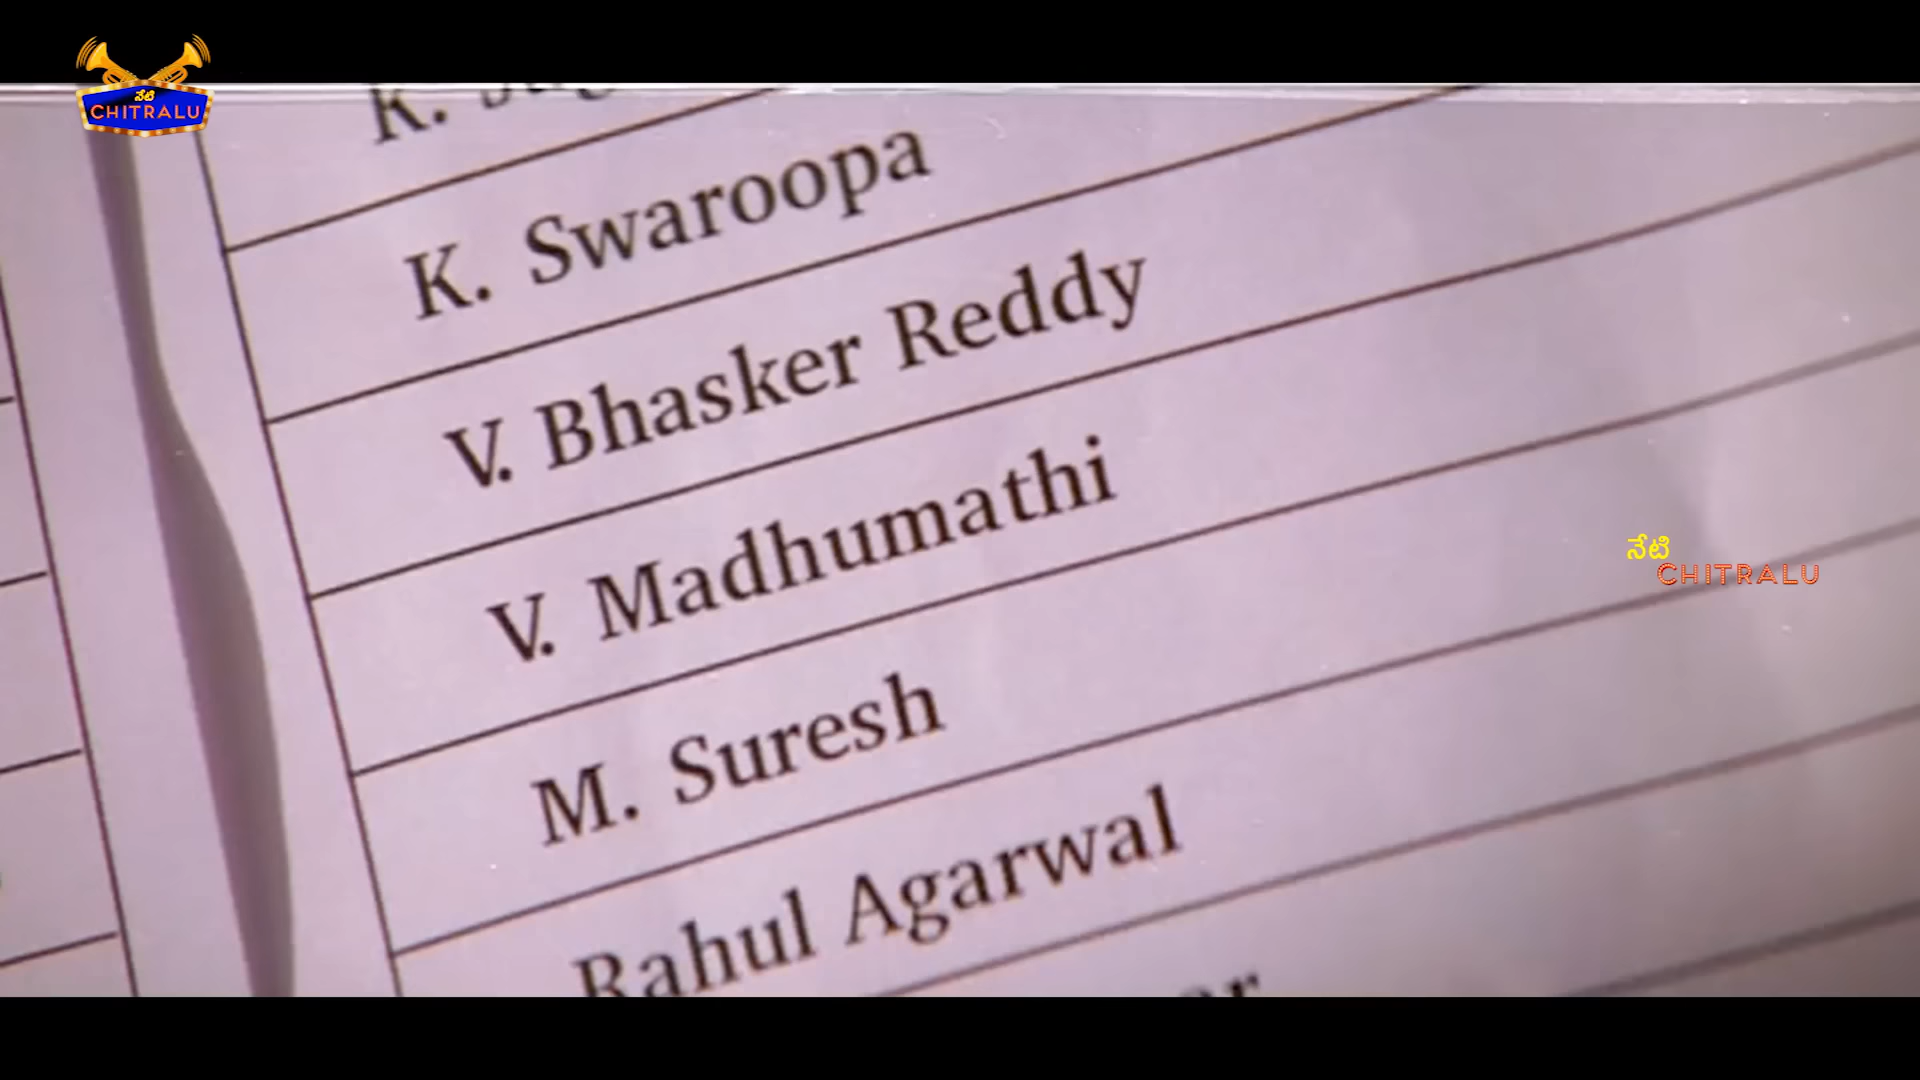 నేటి
CHITRALU
K. Swaroopa
V. Bhasker Reddy
V. Madhumathi
నేటి
CHITRALU
M. Suresh
Rahul Agarwal